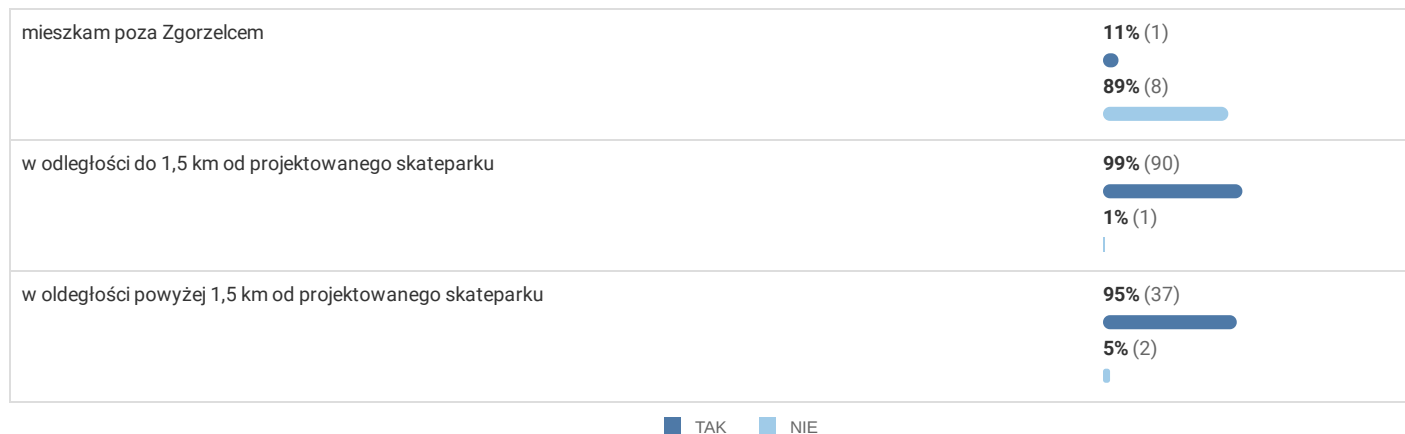 mieszkam poza Zgorzelcem
11% (1)
89% (8)
w odległości do 1,5 km od projektowanego skateparku
99% (90)
1% (1)
w oldegłości powyżej 1,5 km od projektowanego skateparku
95% (37)
5% (2)
TAK NIE